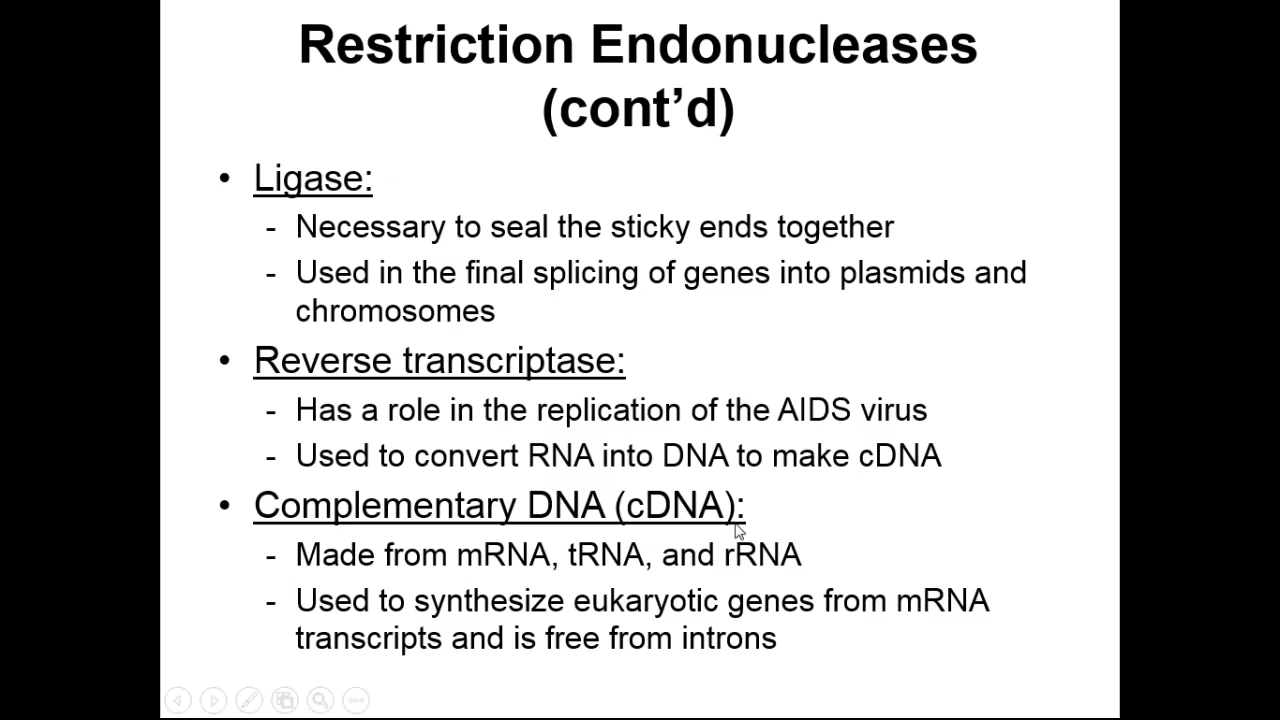 Restriction Endonucleases
(cont’d)
• Ligase:
- Necessary to seal the sticky ends together
- Used in the final splicing of genes into plasmids and
chromosomes
• Reverse transcriptase:
- Has a role in the replication of the AIDS virus
- Used to convert RNA into DNA to make cDNA
• Complementary DNA (cDNA):
- Made from mRNA, tRNA, and rRNA
- Used to synthesize eukaryotic genes from mRNA
transcripts and is free from introns